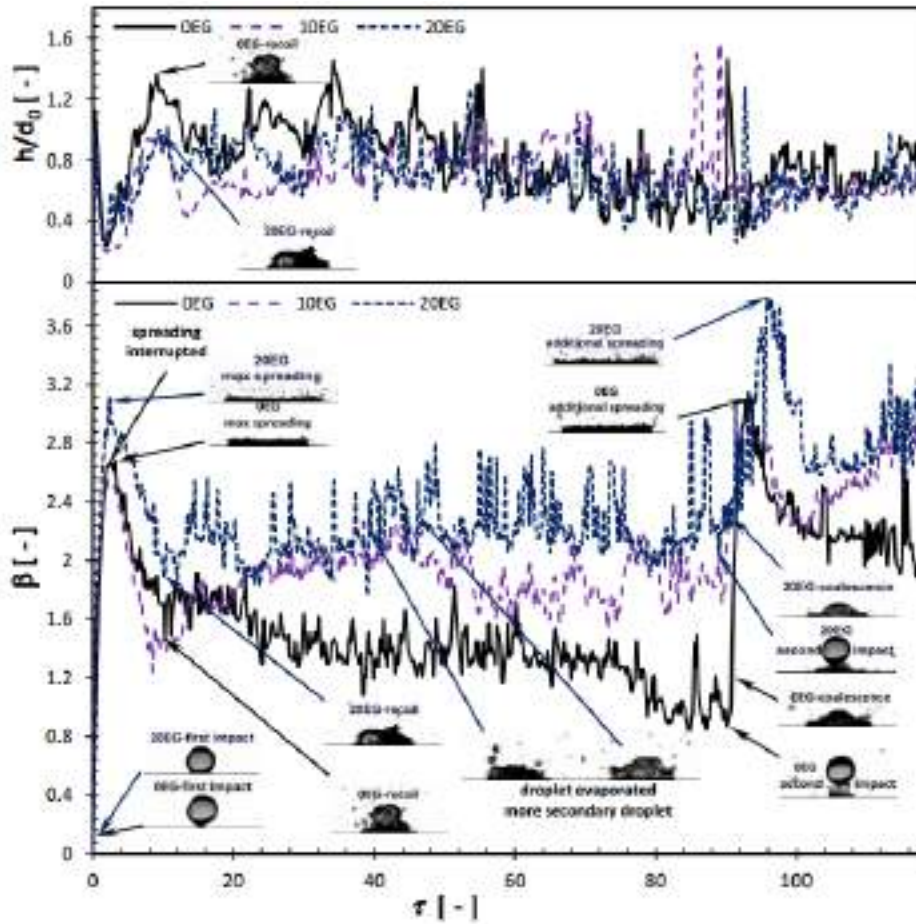 h/d₀ [ - ]
1.6
1.2
0.8
0.4
0
0EG 10EG 20EG
0EG-recoil
20EG-recoil
β [ - ]
3.6
3.2
2.8
2.4
2
1.6
1.2
0.8
0.4
0
0EG 10EG 20EG
spreading
interrupted
20EG
max spreading
0EG
max spreading
20EG
additional spreading
0EG
additional spreading
20EG-coalescence
20EG
second impact
0EG-coalescence
0EG
second impact
20EG-recoil
0EG-recoil
20EG-first impact
0EG-first impact
droplet evaporated
more secondary droplet
0 20 40 60 80 100
τ [ - ]